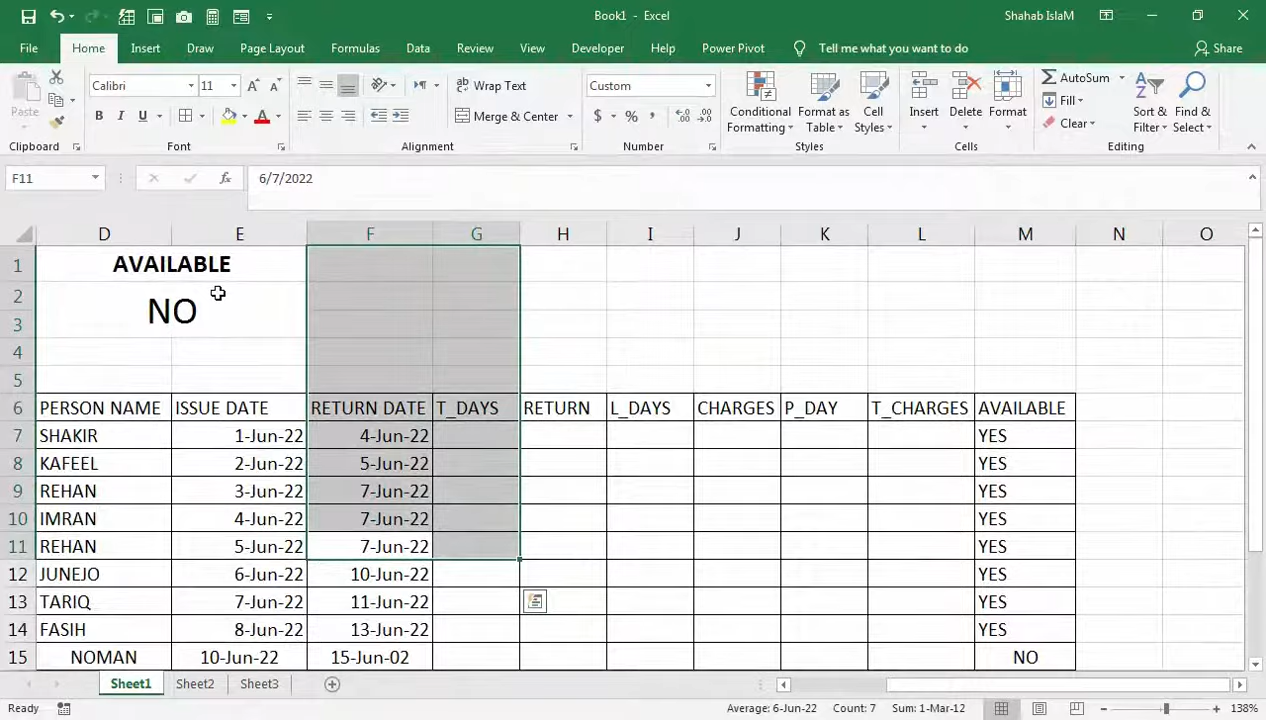 Book1 - Excel
Shahab IslaM
File Home Insert Draw Page Layout Formulas Data Review View Developer Help Power Pivot Tell me what you want to do Share
Paste
Calibri 11
Wrap Text
Custom
Conditional Formatting
Format as Table
Cell Styles
Insert Delete Format
AutoSum
Fill
Clear
Sort & Filter
Find & Select
B I U
Merge & Center
$ % ,
Clipboard Font Alignment Number Styles Cells Editing
F11 fx 6/7/2022
D E F G H I J K L M N O
1 AVAILABLE
2
NO
3
4
5
6 PERSON NAME ISSUE DATE RETURN DATE T_DAYS RETURN L_DAYS CHARGES P_DAY T_CHARGES AVAILABLE
7 SHAKIR 1-Jun-22 4-Jun-22 YES
8 KAFEEL 2-Jun-22 5-Jun-22 YES
9 REHAN 3-Jun-22 7-Jun-22 YES
10 IMRAN 4-Jun-22 7-Jun-22 YES
11 REHAN 5-Jun-22 7-Jun-22 YES
12 JUNEJO 6-Jun-22 10-Jun-22 YES
13 TARIQ 7-Jun-22 11-Jun-22 YES
14 FASIH 8-Jun-22 13-Jun-22 YES
15 NOMAN 10-Jun-22 15-Jun-02 NO
Sheet1 Sheet2 Sheet3
Ready Average: 6-Jun-22 Count: 7 Sum: 1-Mar-12 138%